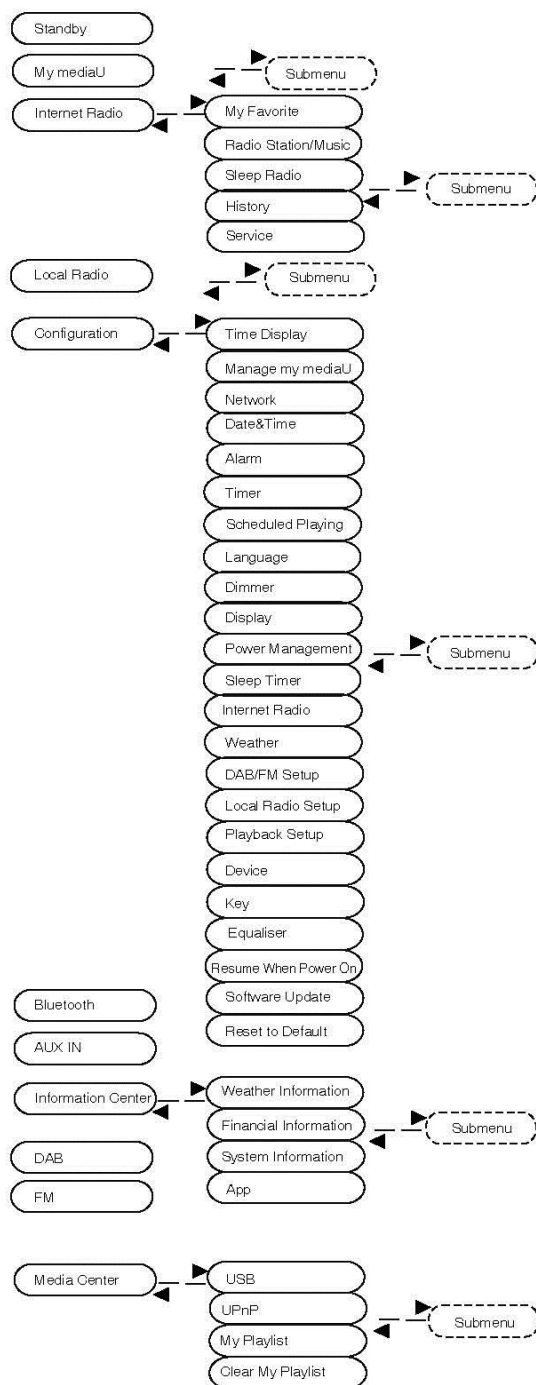 Standby
My mediaU
Submenu
Internet Radio
My Favorite
Radio Station/Music
Sleep Radio
Submenu
History
Service
Local Radio
Submenu
Configuration
Time Display
Manage my mediaU
Network
Date&Time
Alarm
Timer
Scheduled Playing
Language
Dimmer
Display
Power Management
Submenu
Sleep Timer
Internet Radio
Weather
DAB/FM Setup
Local Radio Setup
Playback Setup
Device
Key
Equaliser
Resume When Power On
Software Update
Bluetooth
Reset to Default
AUX IN
Information Center
Weather Information
Financial Information
Submenu
System Information
DAB
App
FM
Media Center
USB
UPnP
Submenu
My Playlist
Clear My Playlist